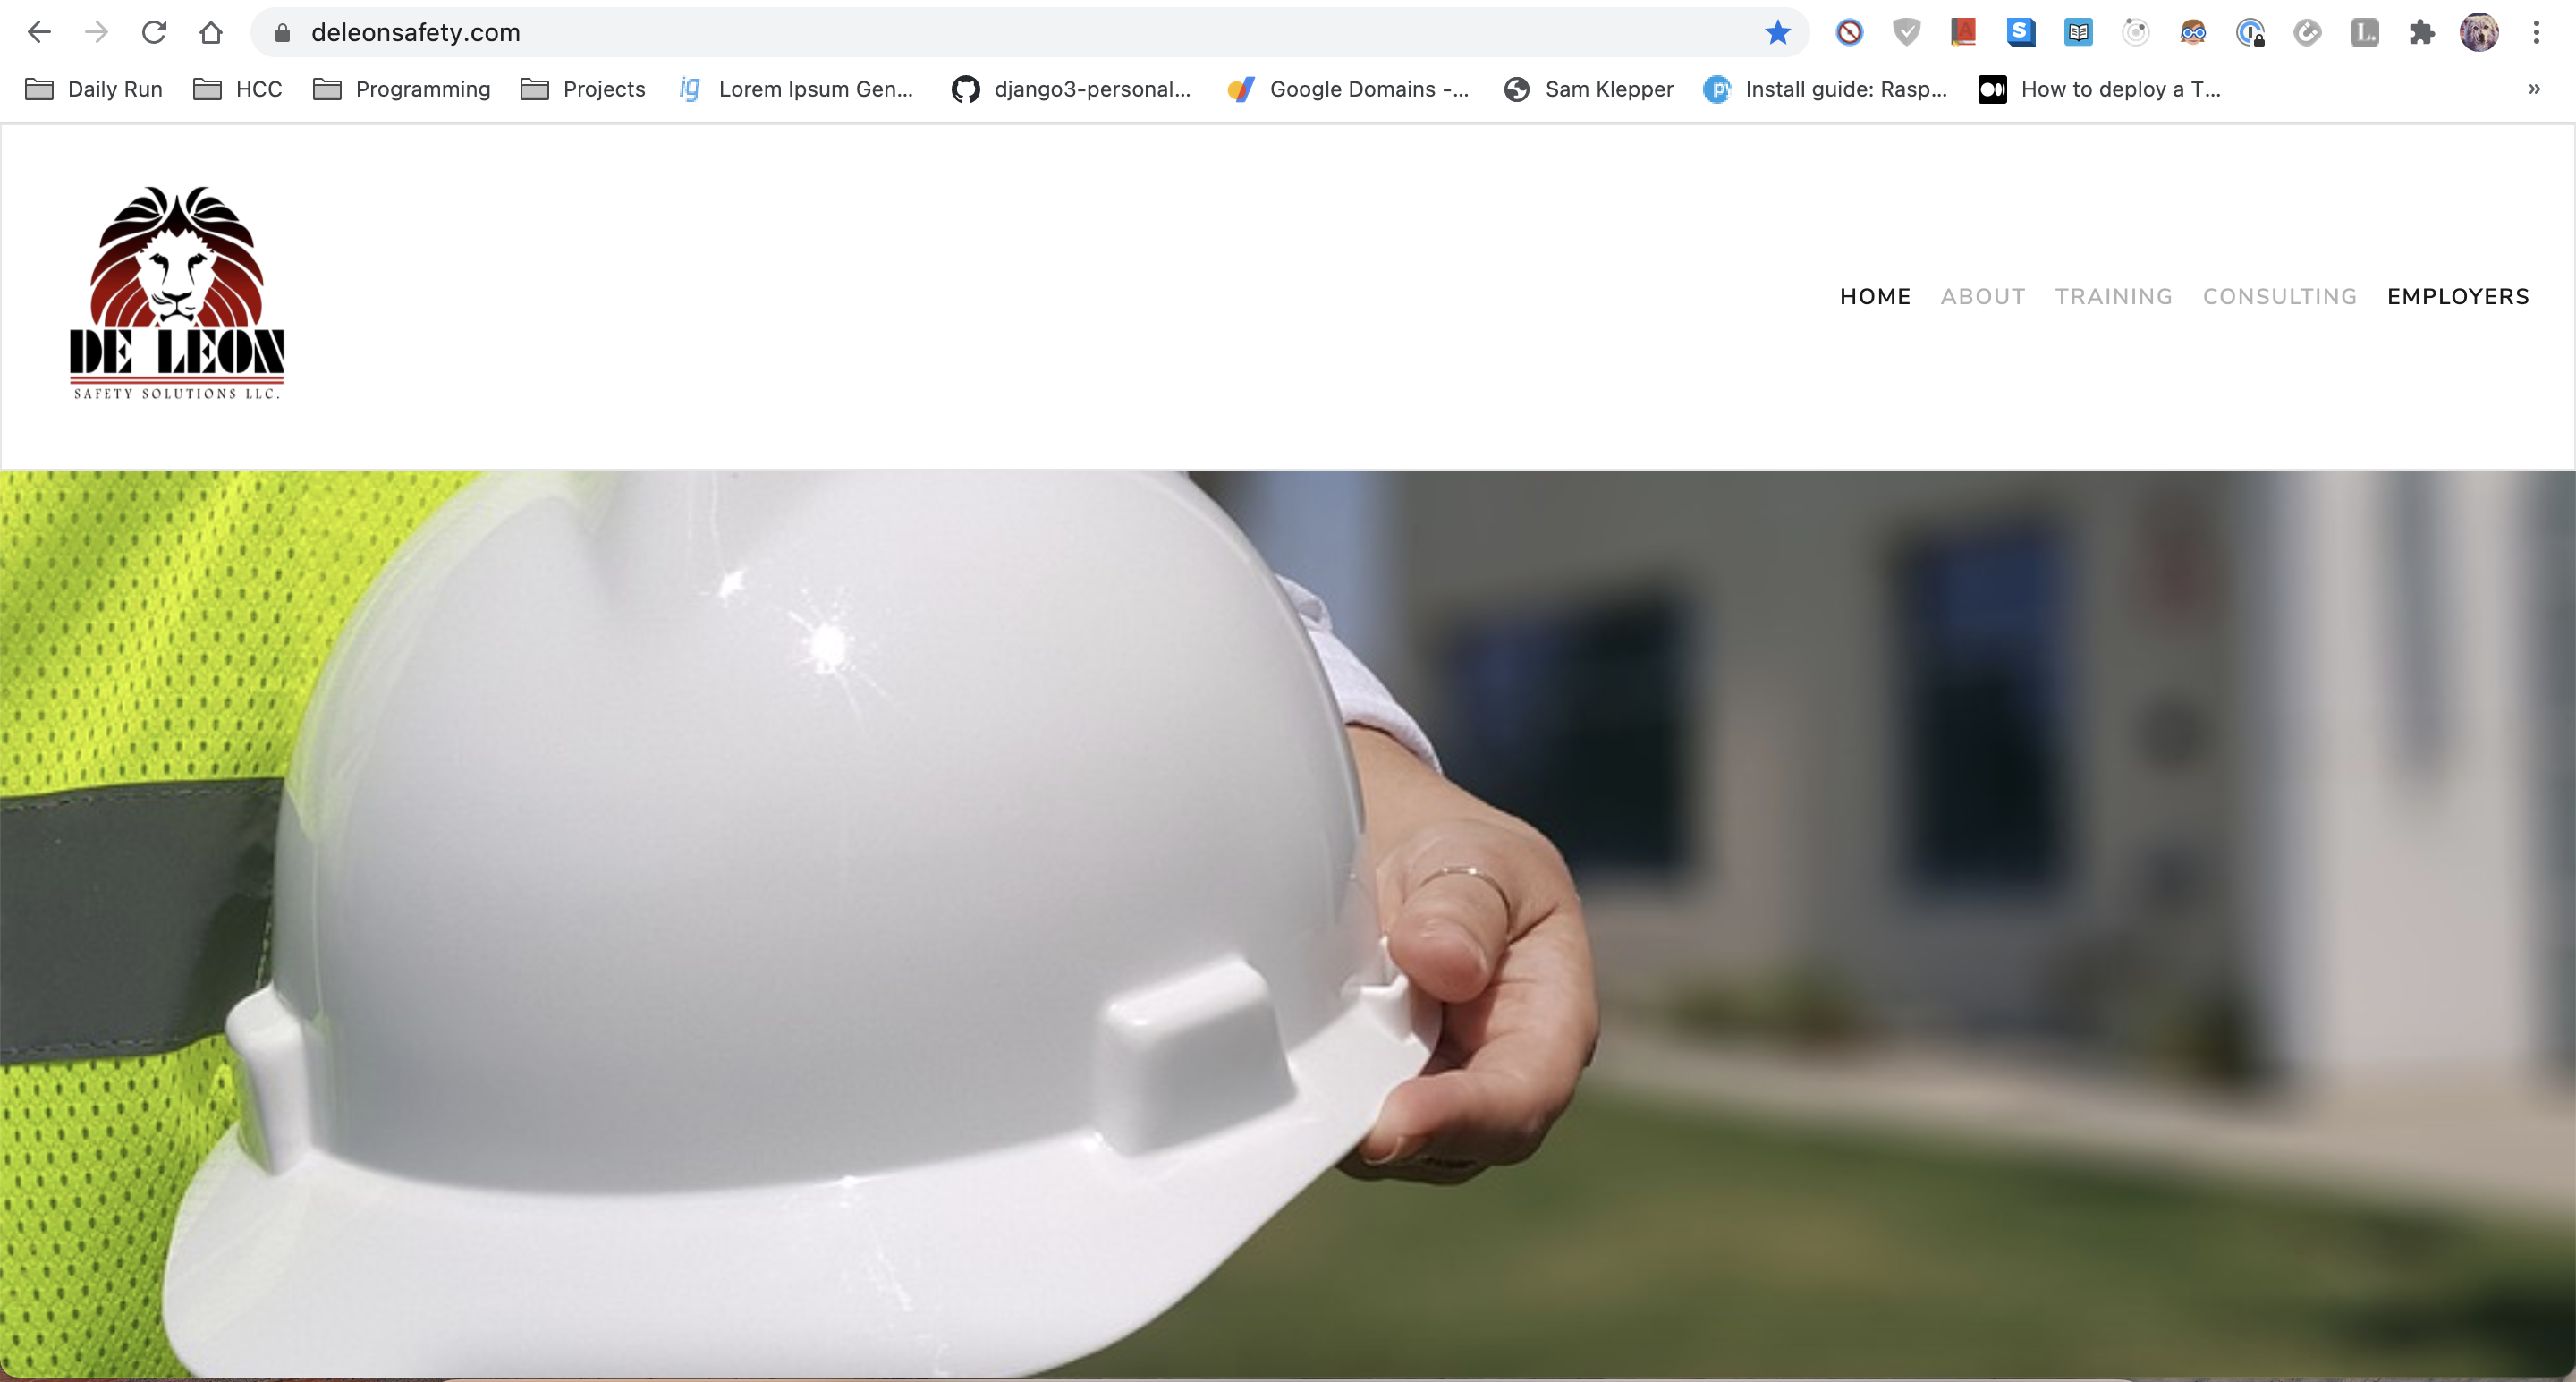 deleonsafety.com
Daily Run HCC Programming Projects Lorem Ipsum Gen... django3-personal... Google Domains -... Sam Klepper Install guide: Rasp... How to deploy a T... »
DE LEON
SAFETY SOLUTIONS LLC.
HOME ABOUT TRAINING CONSULTING EMPLOYERS